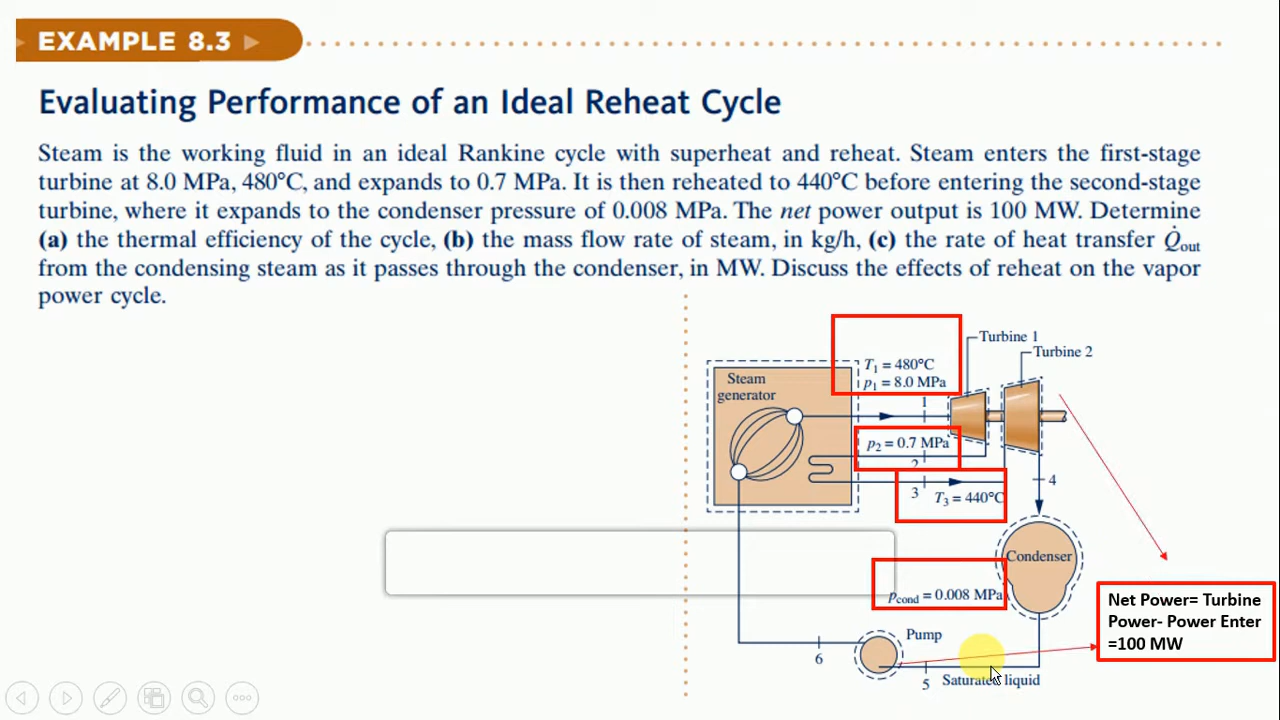 EXAMPLE 8.3
Evaluating Performance of an Ideal Reheat Cycle
Steam is the working fluid in an ideal Rankine cycle with superheat and reheat. Steam enters the first-stage
turbine at 8.0 MPa, 480°C, and expands to 0.7 MPa. It is then reheated to 440°C before entering the second-stage
turbine, where it expands to the condenser pressure of 0.008 MPa. The net power output is 100 MW. Determine
(a) the thermal efficiency of the cycle, (b) the mass flow rate of steam, in kg/h, (c) the rate of heat transfer Q̇out
from the condensing steam as it passes through the condenser, in MW. Discuss the effects of reheat on the vapor
power cycle.
Turbine 1
Turbine 2
T1 = 480°C
p1 = 8.0 MPa
Steam
generator
1
p2 = 0.7 MPa
2
3
T3 = 440°C
4
Condenser
pcond = 0.008 MPa
Net Power= Turbine
Power- Power Enter
=100 MW
Pump
6
5
Saturated liquid